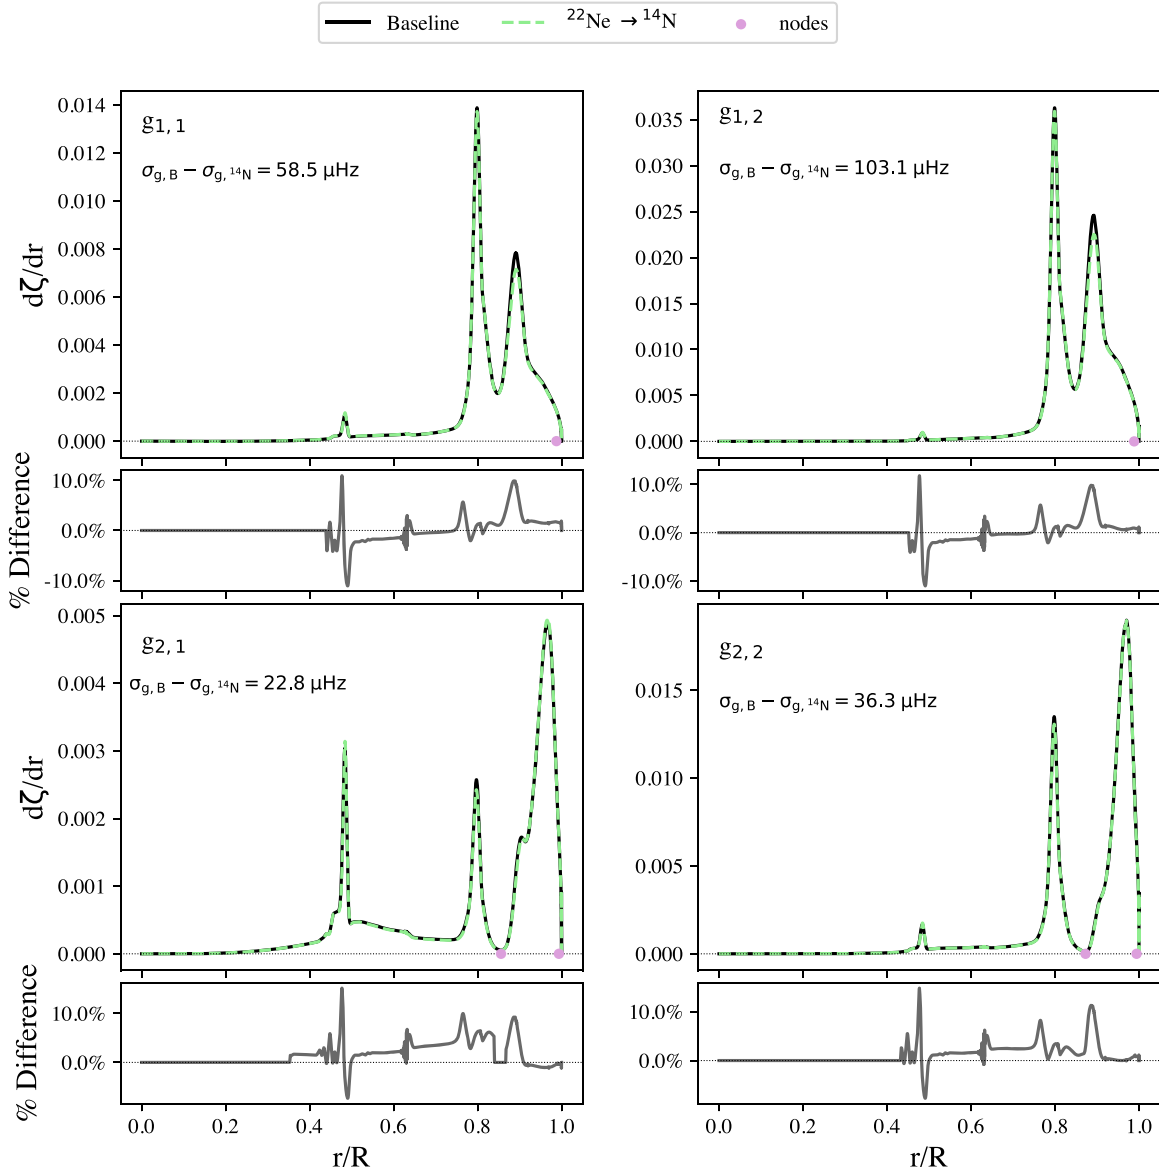 Baseline
²²Ne → ¹⁴N
nodes
0.014
0.012
0.010
0.008
0.006
0.004
0.002
0.000
dζ/dr
g1, 1
σg, B − σg, ¹⁴N = 58.5 μHz
0.035
0.030
0.025
0.020
0.015
0.010
0.005
0.000
g1, 2
σg, B − σg, ¹⁴N = 103.1 μHz
10.0%
0.0%
-10.0%
% Difference
10.0%
0.0%
-10.0%
0.005
0.004
0.003
0.002
0.001
0.000
dζ/dr
g2, 1
σg, B − σg, ¹⁴N = 22.8 μHz
0.015
0.010
0.005
0.000
g2, 2
σg, B − σg, ¹⁴N = 36.3 μHz
10.0%
0.0%
% Difference
10.0%
0.0%
0.0 0.2 0.4 0.6 0.8 1.0
r/R
0.0 0.2 0.4 0.6 0.8 1.0
r/R